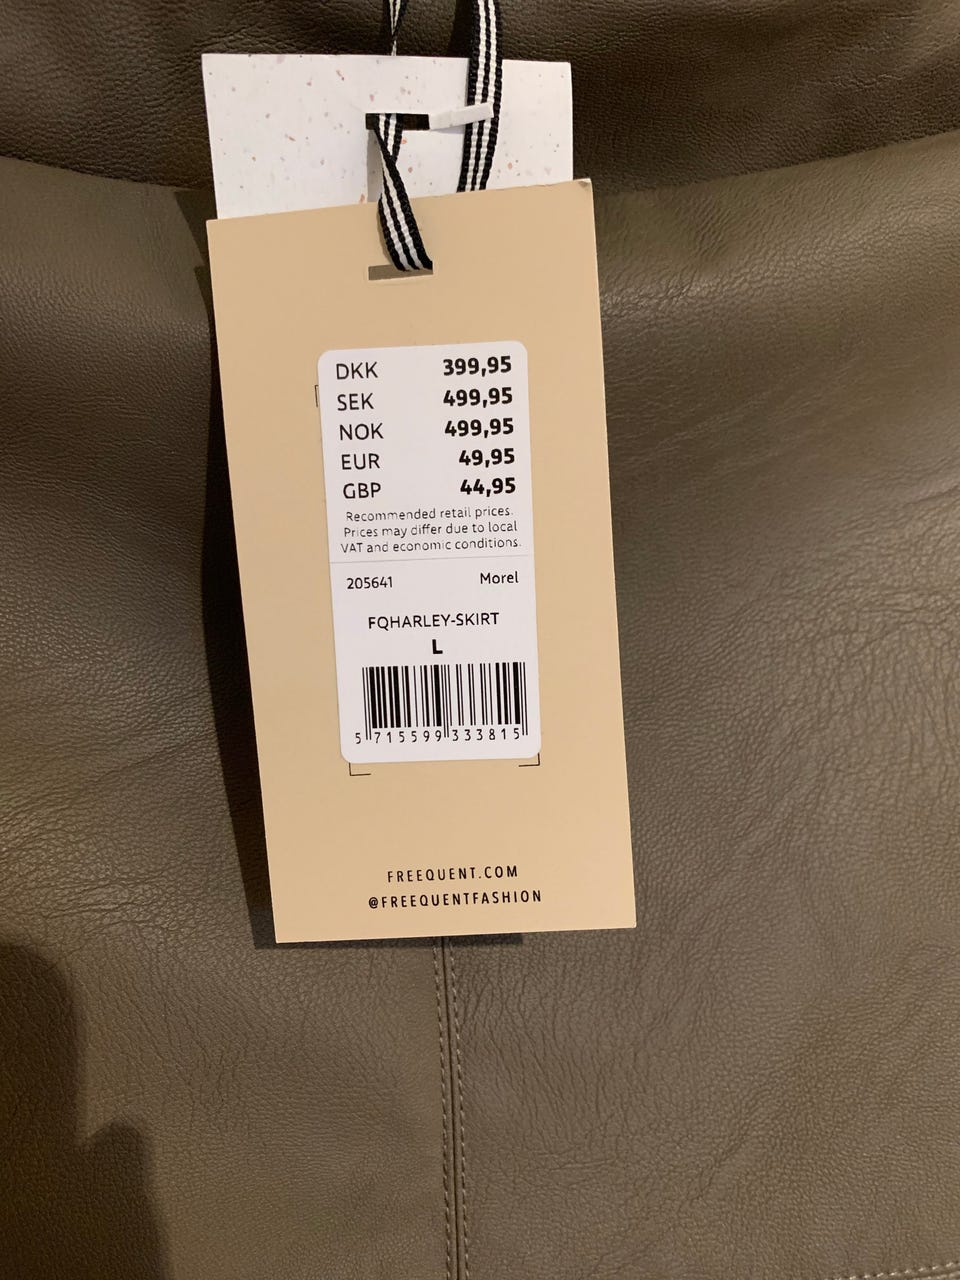 DKK 399,95
SEK 499,95
NOK 499,95
EUR 49,95
GBP 44,95
Recommended retail prices.
Prices may differ due to local
VAT and economic conditions.
205641 Morel
FQHARLEY-SKIRT
L
5 715599 333815
FREEQUENT.COM
@FREEQUENTFASHION